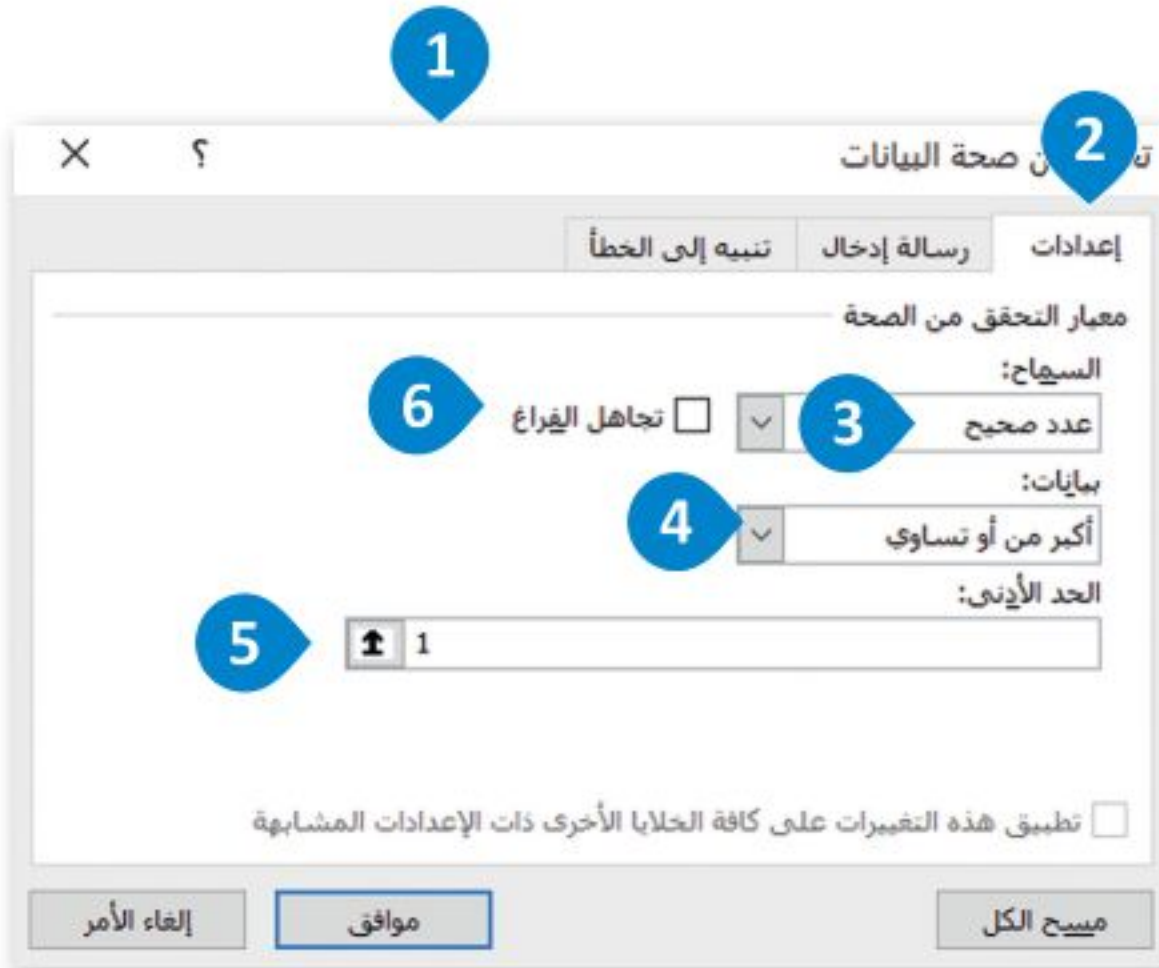 1
2
صحة البيانات ؟ ×
إعدادات رسالة إدخال تنبيه إلى الخطأ
معيار التحقق من الصحة
السماح:
عدد صحيح 3 تجاهل الفراغ 6
بيانات:
أكبر من أو تساوي 4
الحد الأدنى:
1 5
تطبيق هذه التغييرات على كافة الخلايا الأخرى ذات الإعدادات المشابهة
مسح الكل موافق إلغاء الأمر